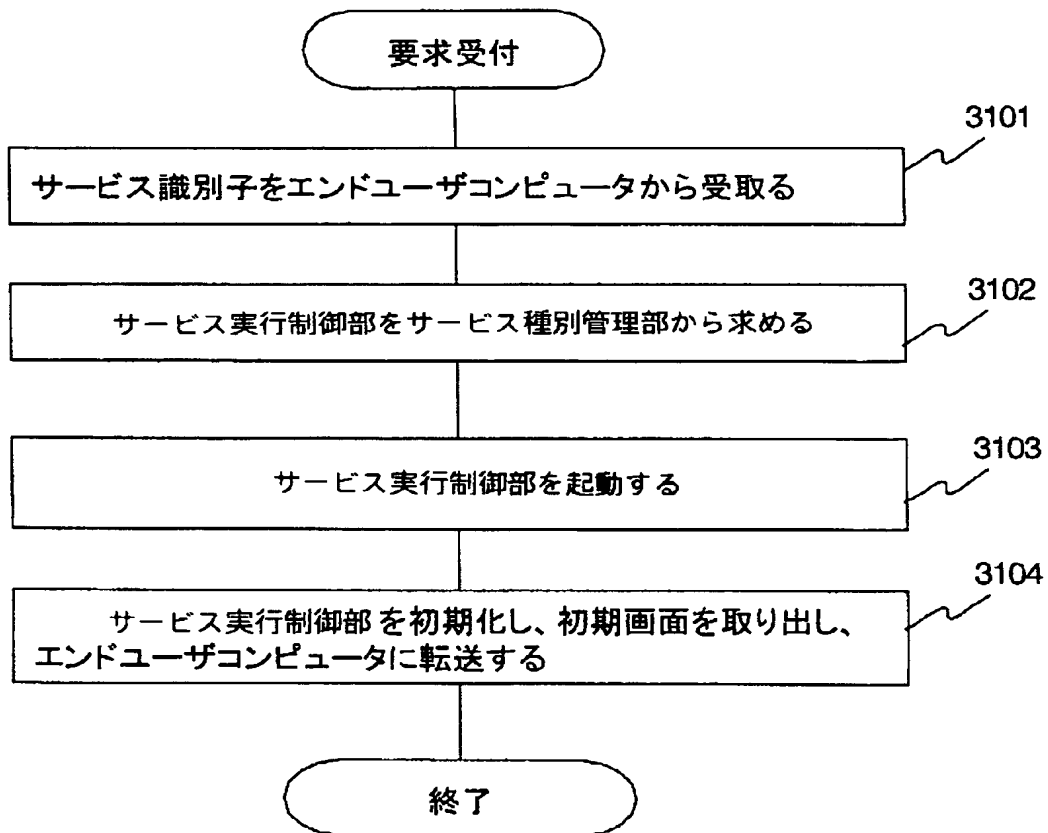 要求受付
3101
サービス識別子をエンドユーザコンピュータから受取る
3102
サービス実行制御部をサービス種別管理部から求める
3103
サービス実行制御部を起動する
3104
サービス実行制御部を初期化し、初期画面を取り出し、
エンドユーザコンピュータに転送する
終了